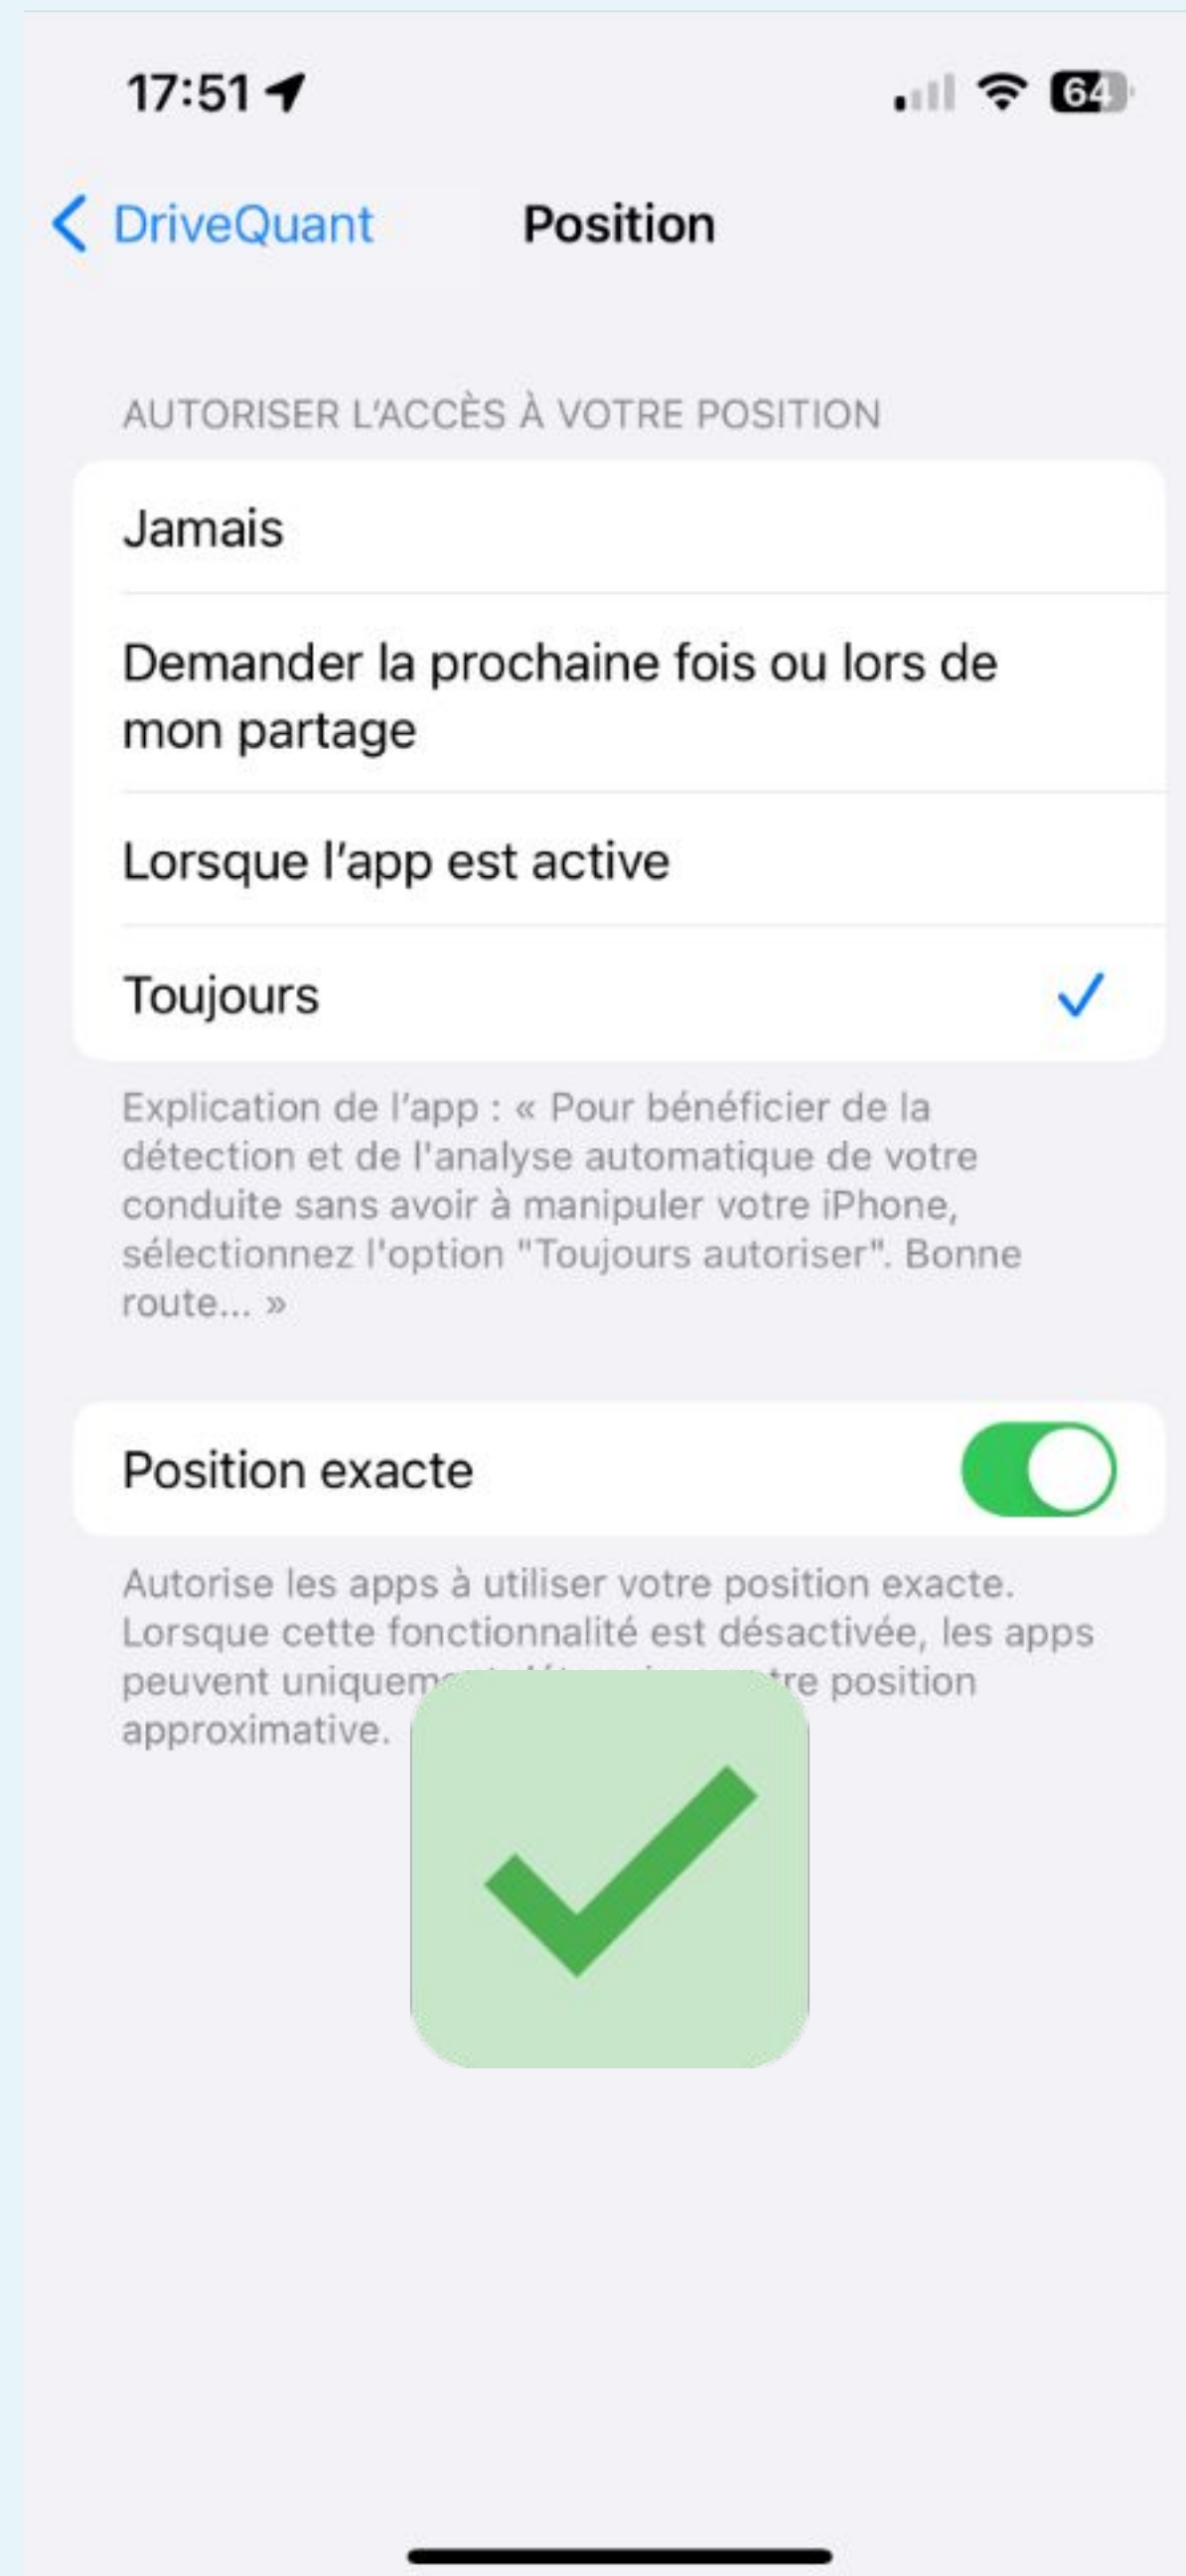 17:51
64
DriveQuant
Position
AUTORISER L'ACCÈS À VOTRE POSITION
Jamais
Demander la prochaine fois ou lors de
mon partage
Lorsque l'app est active
Toujours
Explication de l'app : « Pour bénéficier de la
détection et de l'analyse automatique de votre
conduite sans avoir à manipuler votre iPhone,
sélectionnez l'option "Toujours autoriser". Bonne
route... »
Position exacte
Autorise les apps à utiliser votre position exacte.
Lorsque cette fonctionnalité est désactivée, les apps
peuvent position
approximative.